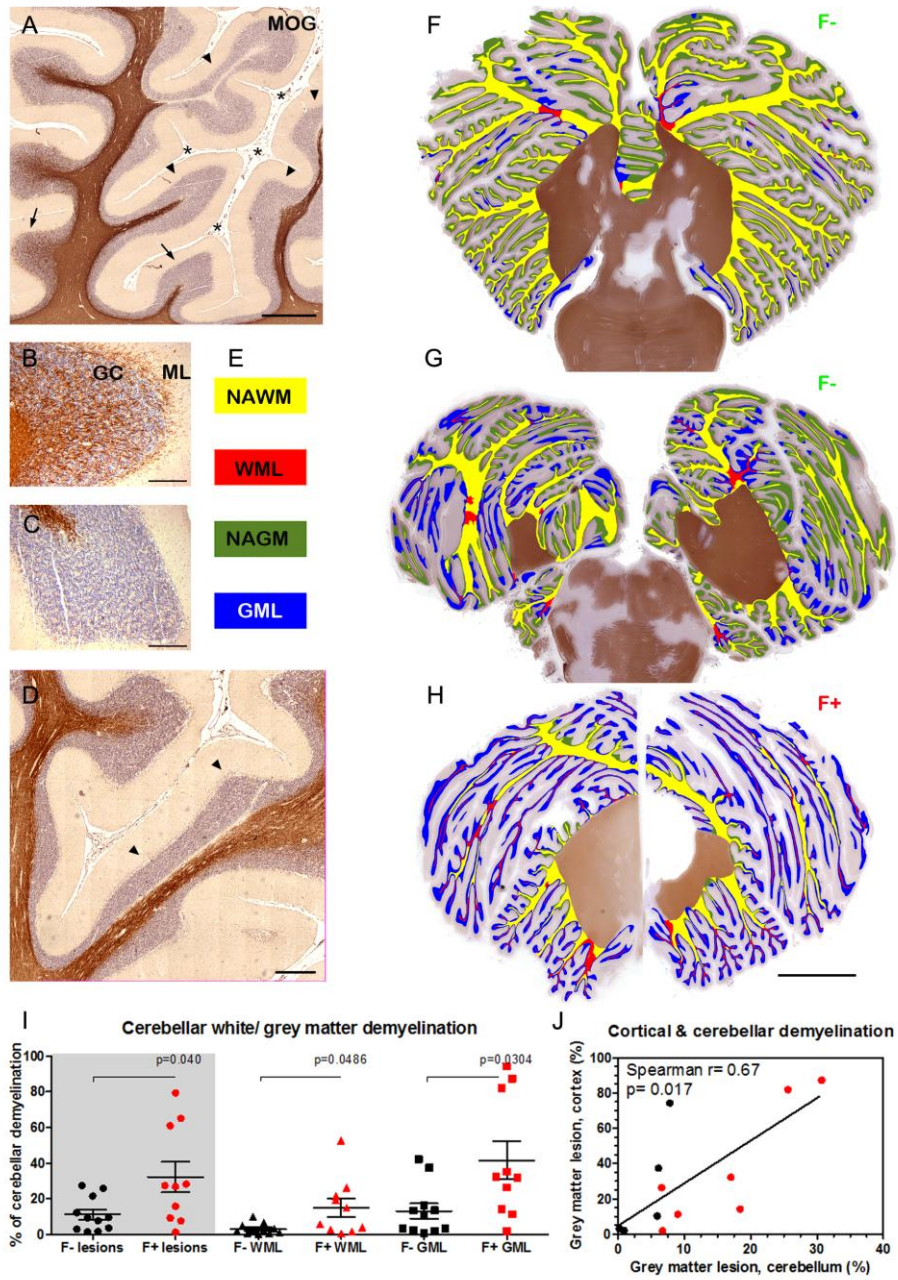 A
MOG
*
*
*
*
B
GC
ML
C
D
E
NAWM
WML
NAGM
GML
F
F-
G
F-
H
F+
I
Cerebellar white/ grey matter demyelination
% of cerebellar demyelination
100
80
60
40
20
0
p=0.040
p=0.0486
p=0.0304
F- lesions
F+ lesions
F- WML
F+ WML
F- GML
F+ GML
J
Cortical & cerebellar demyelination
Spearman r= 0.67
p= 0.017
Grey matter lesion, cortex (%)
100
80
60
40
20
0
0
10
20
30
40
Grey matter lesion, cerebellum (%)